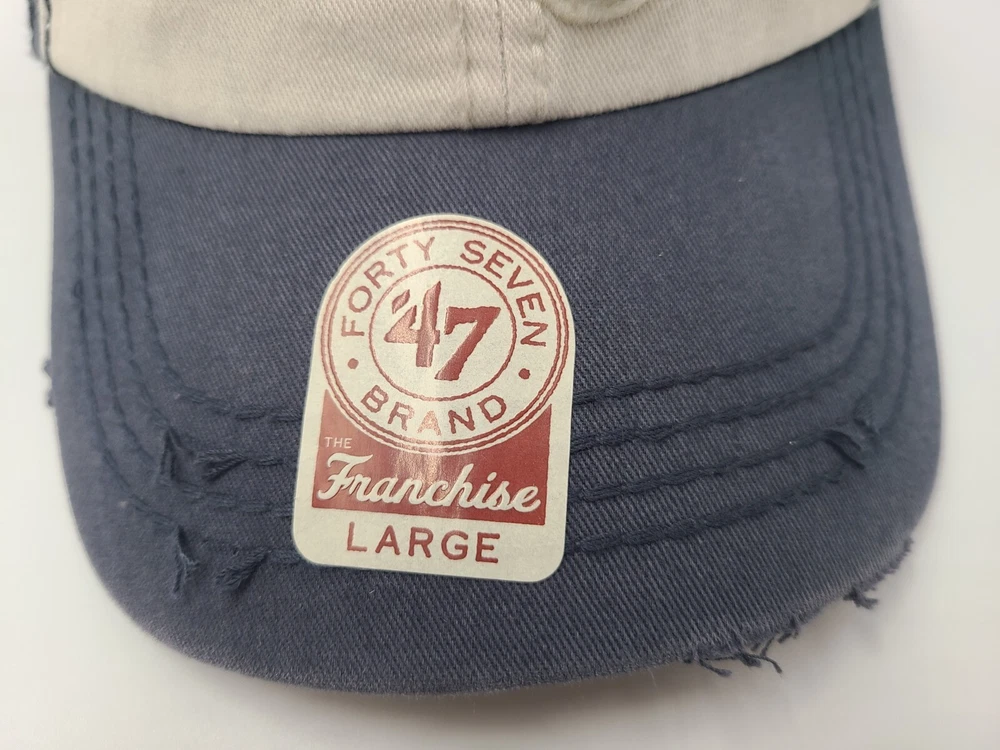 FORTY SEVEN
'47
BRAND
THE
Franchise
LARGE